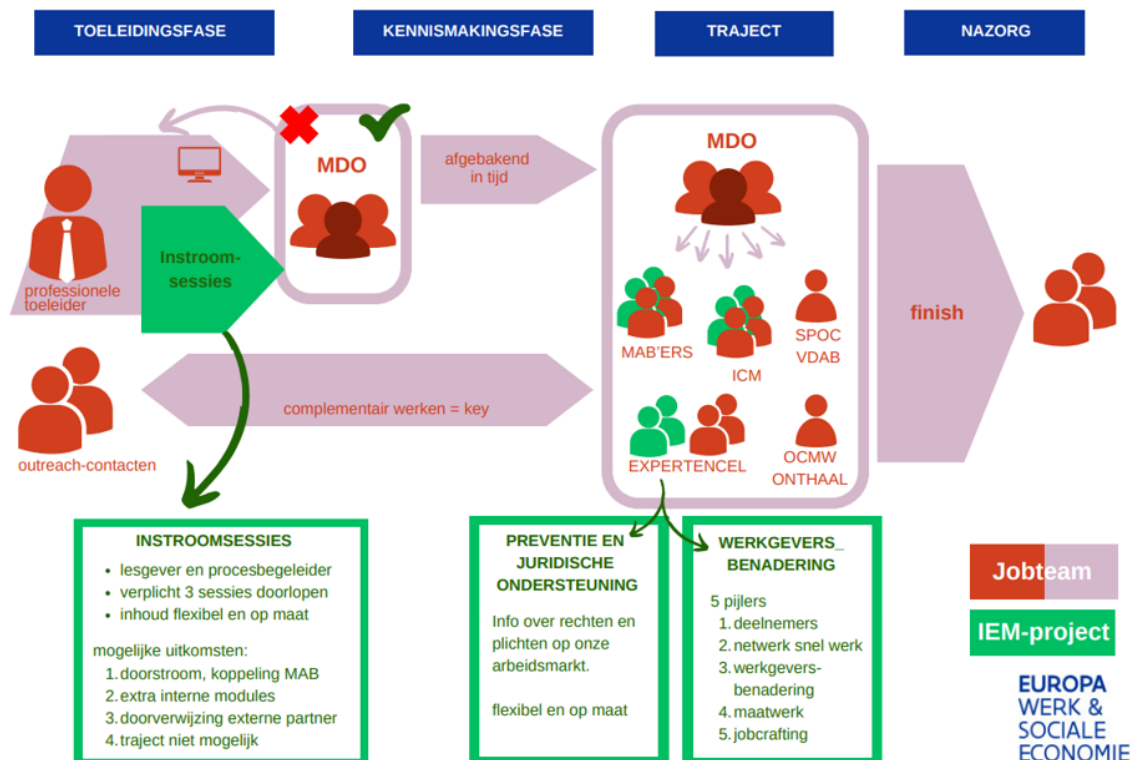 TOELEIDINGSFASE
KENNISMAKINGSFASE
TRAJECT
NAZORG
MDO
afgebakend
in tijd
MDO
Instroom-
sessies
professionele
toeleider
MAB'ERS
ICM
SPOC
VDAB
finish
complementair werken = key
outreach-contacten
EXPERTENCEL
OCMW
ONTHAAL
INSTROOMSESSIES
• lesgever en procesbegeleider
• verplicht 3 sessies doorlopen
• inhoud flexibel en op maat
mogelijke uitkomsten:
1. doorstroom, koppeling MAB
2. extra interne modules
3. doorverwijzing externe partner
4. traject niet mogelijk
PREVENTIE EN
JURIDISCHE
ONDERSTEUNING
Info over rechten en
plichten op onze
arbeidsmarkt.
flexibel en op maat
WERKGEVERS_
BENADERING
5 pijlers
1. deelnemers
2. netwerk snel werk
3. werkgevers-
benadering
4. maatwerk
5. jobcrafting
Jobteam
IEM-project
EUROPA
WERK &
SOCIALE
ECONOMIE